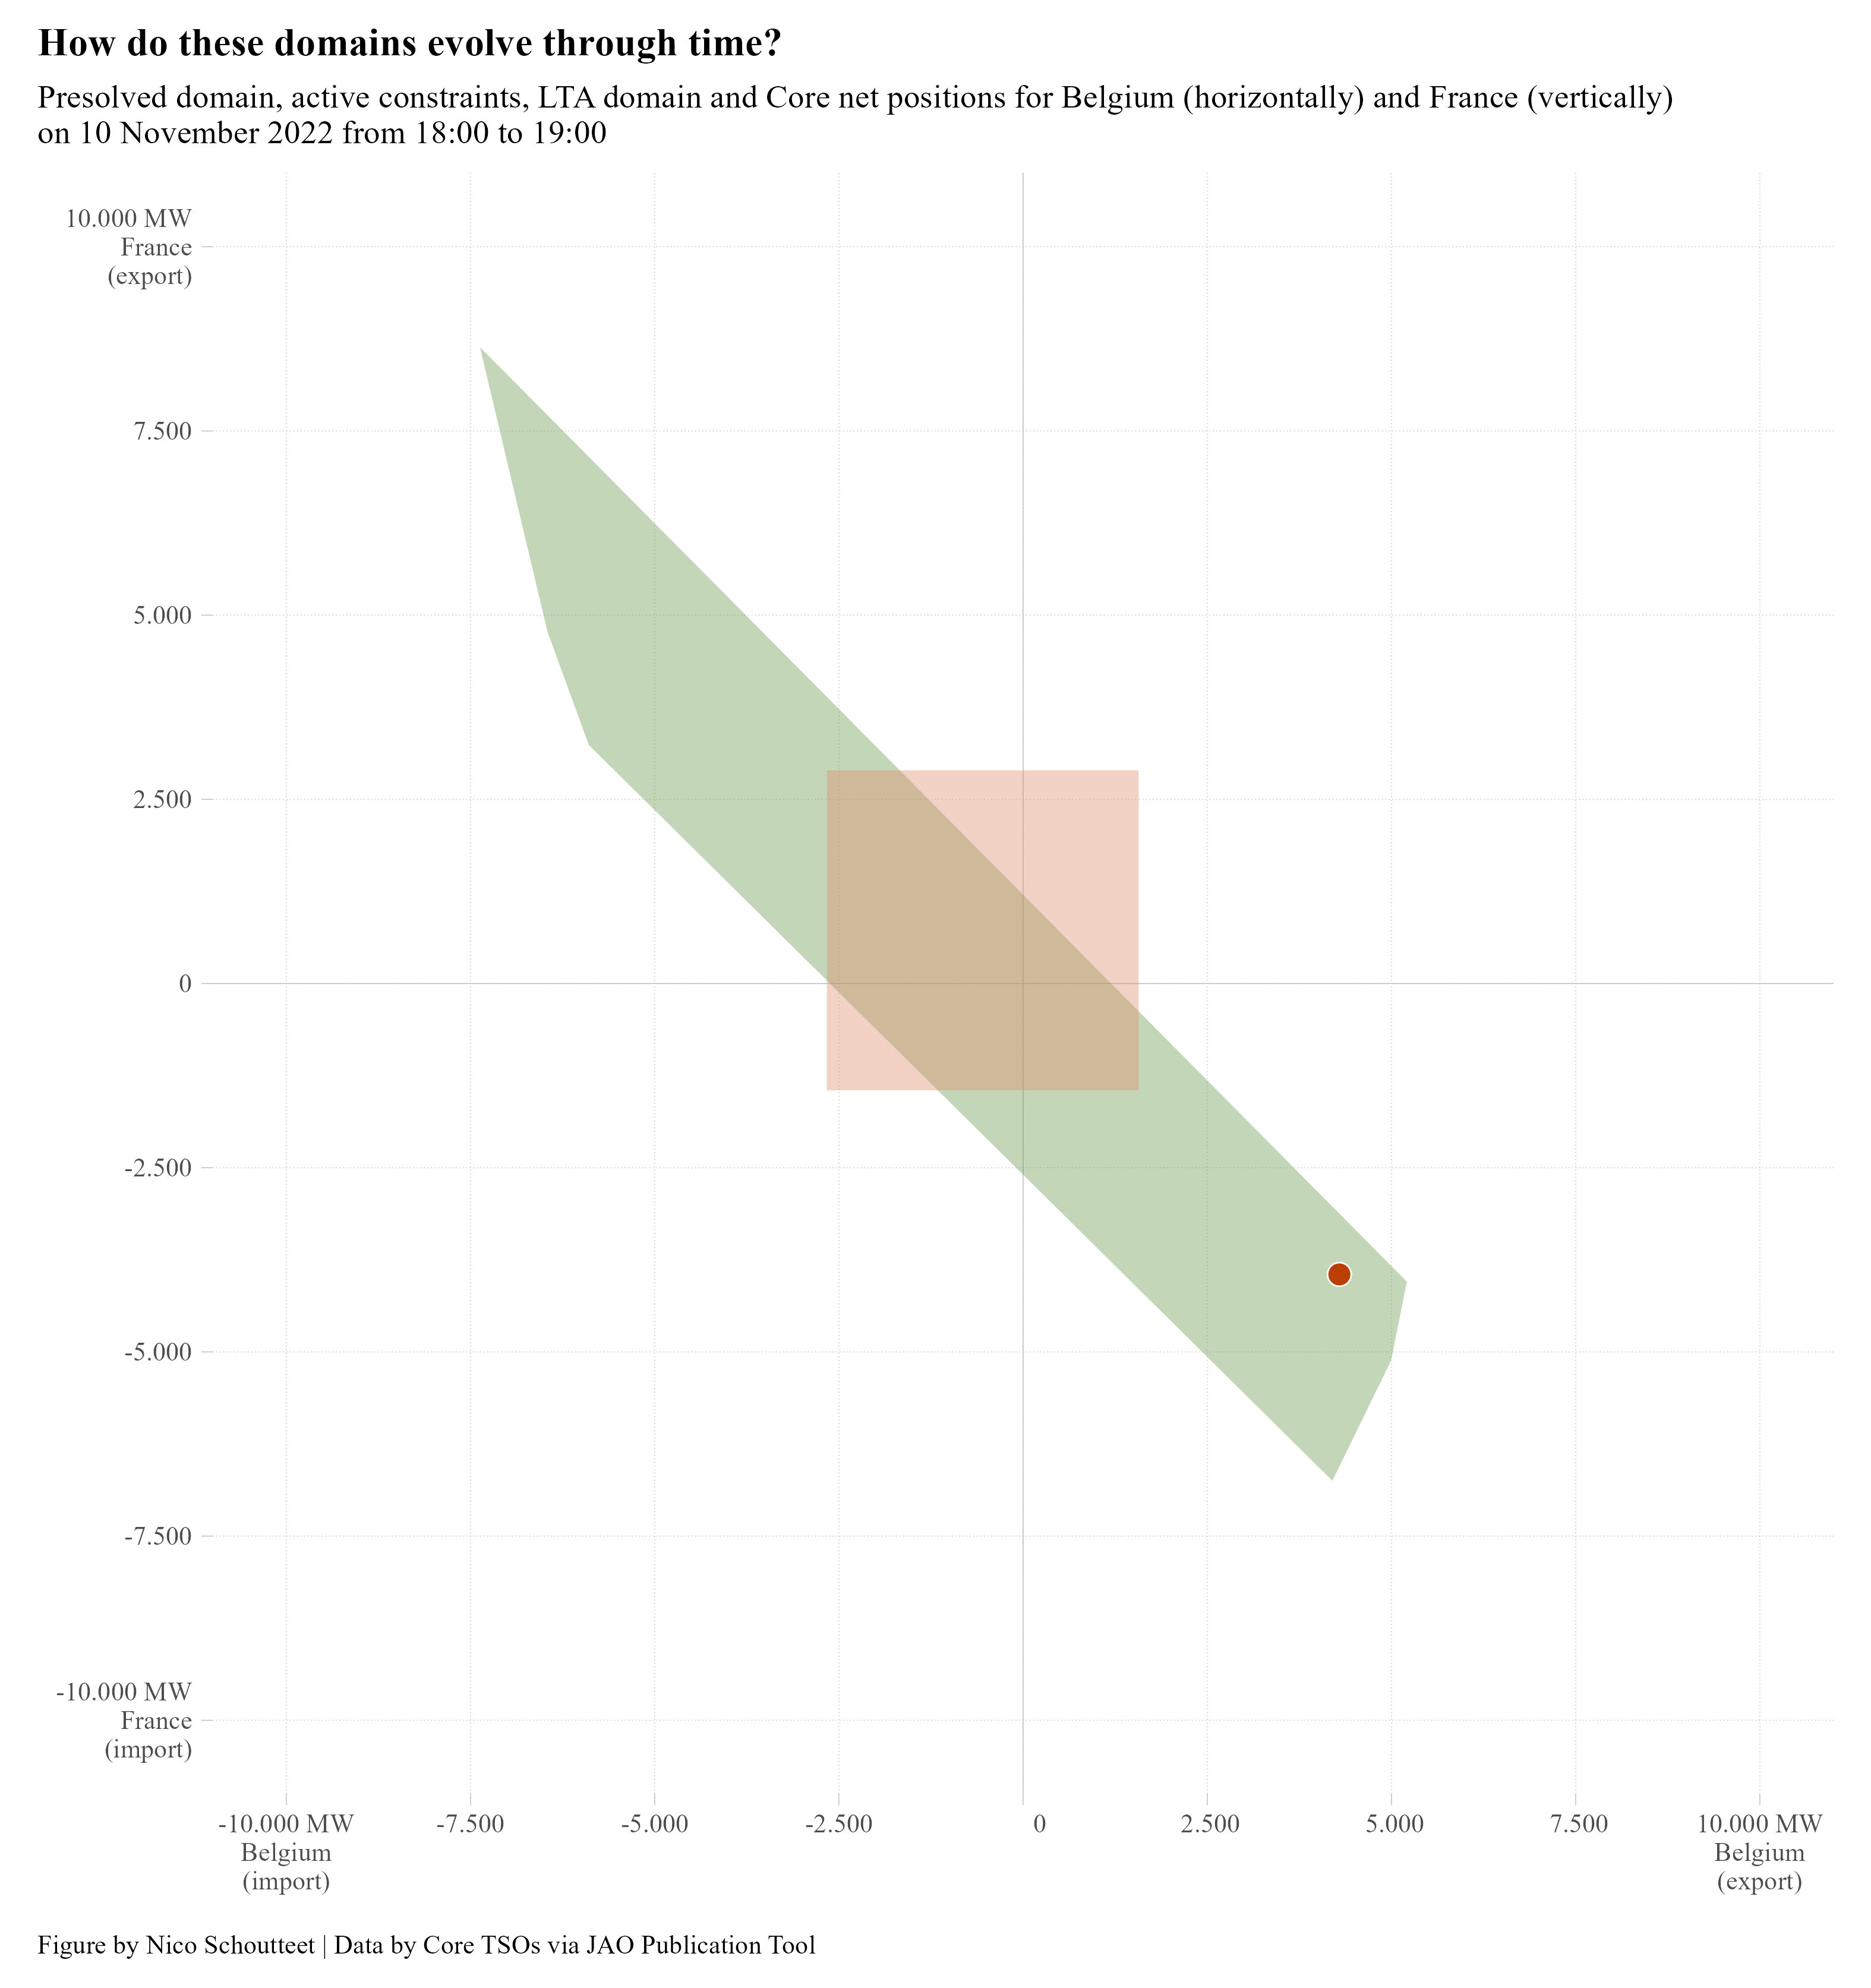 How do these domains evolve through time?
Presolved domain, active constraints, LTA domain and Core net positions for Belgium (horizontally) and France (vertically)
on 10 November 2022 from 18:00 to 19:00
10.000 MW
France
(export)
7.500
5.000
2.500
0
-2.500
-5.000
-7.500
-10.000 MW
France
(import)
-10.000 MW
Belgium
(import)
-7.500
-5.000
-2.500
0
2.500
5.000
7.500
10.000 MW
Belgium
(export)
Figure by Nico Schoutteet | Data by Core TSOs via JAO Publication Tool